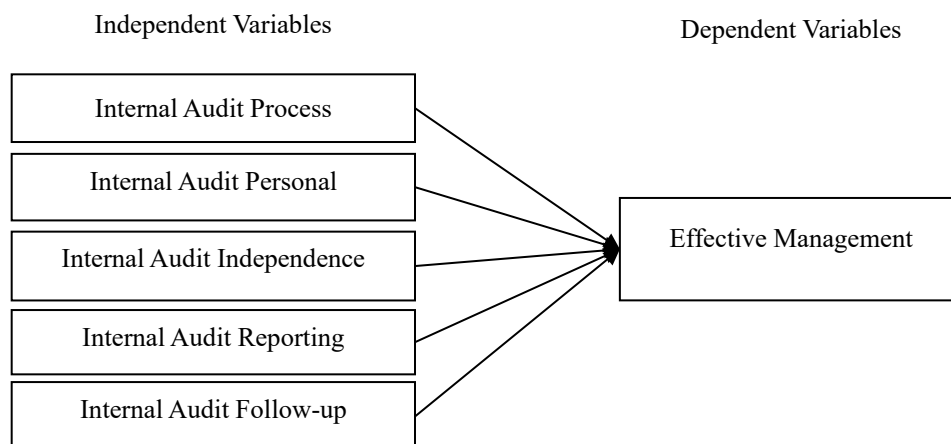 Independent Variables
Dependent Variables
Internal Audit Process
Internal Audit Personal
Internal Audit Independence
Internal Audit Reporting
Internal Audit Follow-up
Effective Management